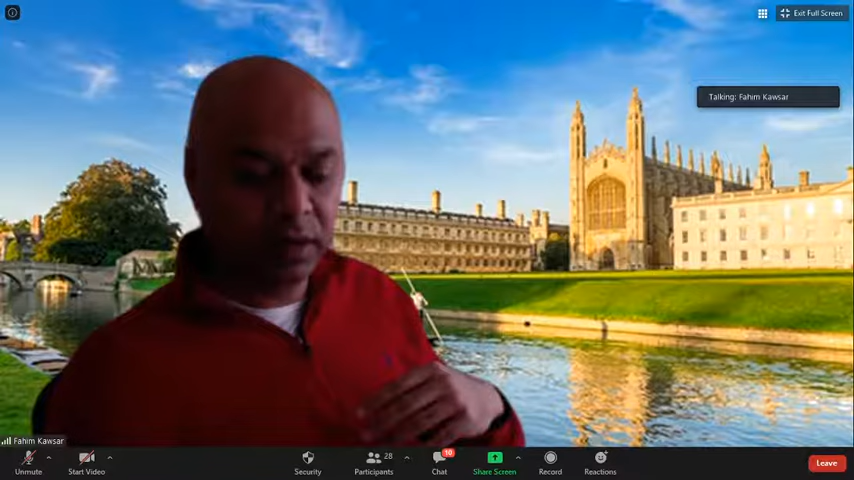 Exit Full Screen
Talking: Fahim Kawsar
Fahim Kawsar
Unmute
Start Video
Security
28
Participants
10
Chat
Share Screen
Record
Reactions
Leave